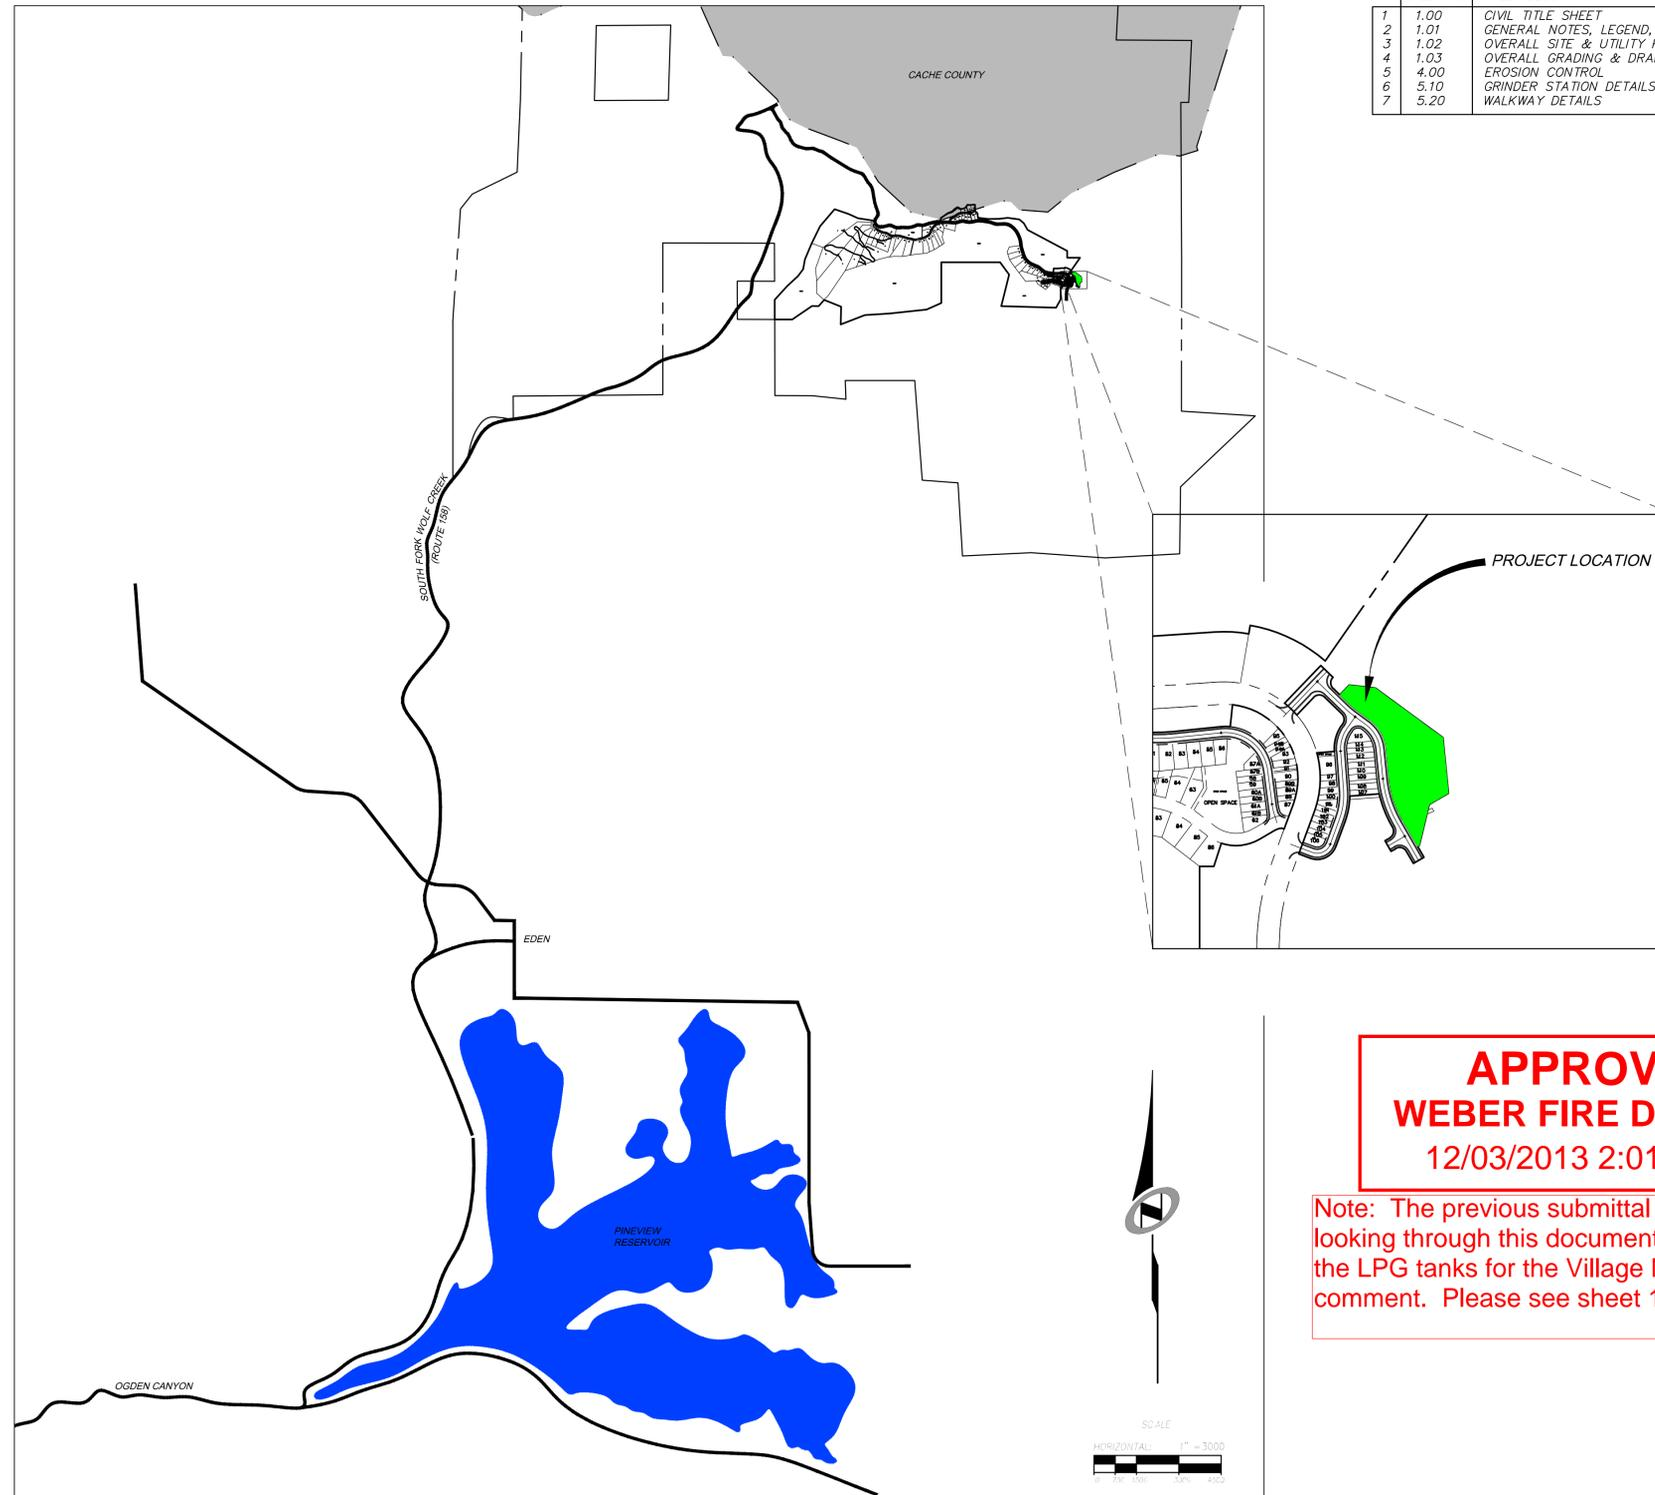 1 1.00 CIVIL TITLE SHEET
2 1.01 GENERAL NOTES, LEGEND,
3 1.02 OVERALL SITE & UTILITY
4 1.03 OVERALL GRADING &
5 4.00 EROSION CONTROL
6 5.10 GRINDER STATION DETAILS
7 5.20 WALKWAY DETAILS
CACHE COUNTY
SOUTH FORK WOLF CREEK
(ROUTE 158)
PROJECT LOCATION
OPEN SPACE
EDEN
APPROV
WEBER FIRE D
12/03/2013 2:01
Note: The previous submittal
looking through this document
the LPG tanks for the Village
comment. Please see sheet 1
PINEVIEW
RESERVOIR
OGDEN CANYON
N
SCALE
HORIZONTAL: 1" = 3000